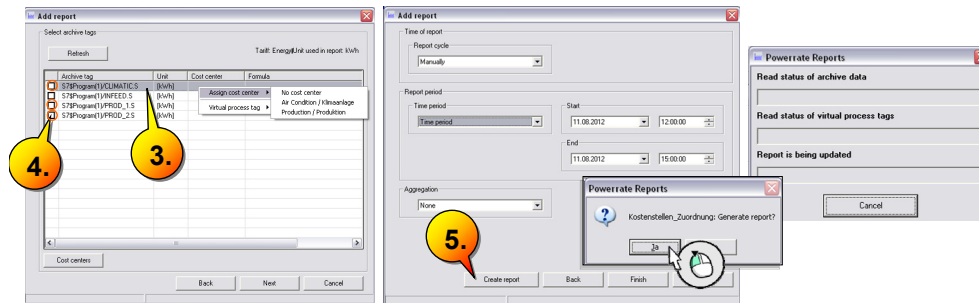 Add report
Select archive tags
Refresh
Tariff: Energy/Unit used in report: kWh
Archive tag Unit Cost center Formula
S7$Program(1)/CLIMATIC.S [kWh]
S7$Program(1)/INFEED.S [kWh]
S7$Program(1)/PROD_1.S [kWh]
S7$Program(1)/PROD_2.S [kWh]
Assign cost center
Virtual process tag
No cost center
Air Condition / Klimaanlage
Production / Produktion
4.
3.
Cost centers
Back Next Cancel
Add report
Time of report
Report cycle
Manually
Report period
Time period
Time period
Start
11.08.2012 12:00:00
End
11.08.2012 15:00:00
Aggregation
None
5.
Create report Back Finish
Powerrate Reports
Kostenstellen_Zuordnung: Generate report?
Ja
Powerrate Reports
Read status of archive data
Read status of virtual process tags
Report is being updated
Cancel